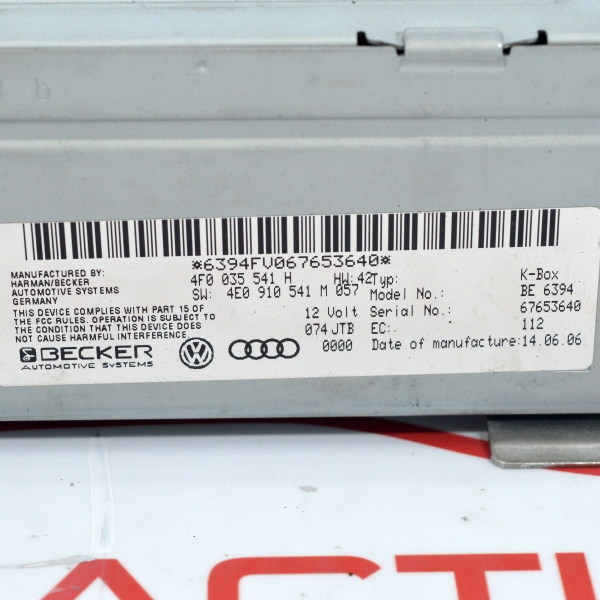 *6394FV067653640*
MANUFACTURED BY:
HARMAN/BECKER
AUTOMOTIVE SYSTEMS
GERMANY
THIS DEVICE COMPLIES WITH PART 15 OF
THE FCC RULES. OPERATION IS SUBJECT TO
THE CONDITION THAT THIS DEVICE DOES
NOT CAUSE HARMFUL INTERFERENCE
BECKER
AUTOMOTIVE SYSTEMS
4F0 035 541 H HW:42 Typ: K-Box
SW: 4E0 910 541 M 057 Model No.: BE 6394
12 Volt Serial No.: 67653640
074 JTB EC.: 112
0000 Date of manufacture: 14.06.06
ACTI